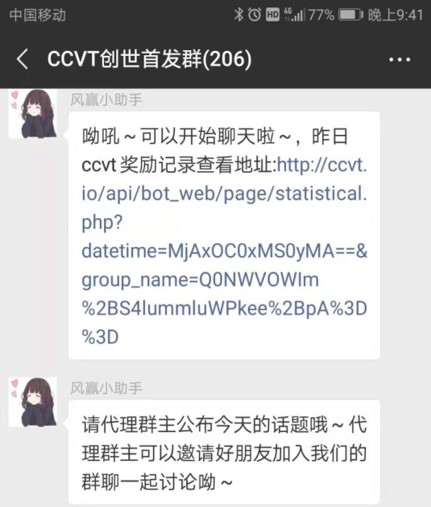 中国移动 HD 4G 77% 晚上9:41
CCVT创世首发群(206)
风赢小助手
呦吼～可以开始聊天啦～，昨日
ccvt奖励记录查看地址:http://ccvt.
io/api/bot_web/page/statistical.
php?
datetime=MjAxOC0xMS0yMA==&
group_name=Q0NWVOWIm
%2BS4lummluWPkee%2BpA%3D
%3D
风赢小助手
请代理群主公布今天的话题哦～代
理群主可以邀请好朋友加入我们的
群聊一起讨论呦～